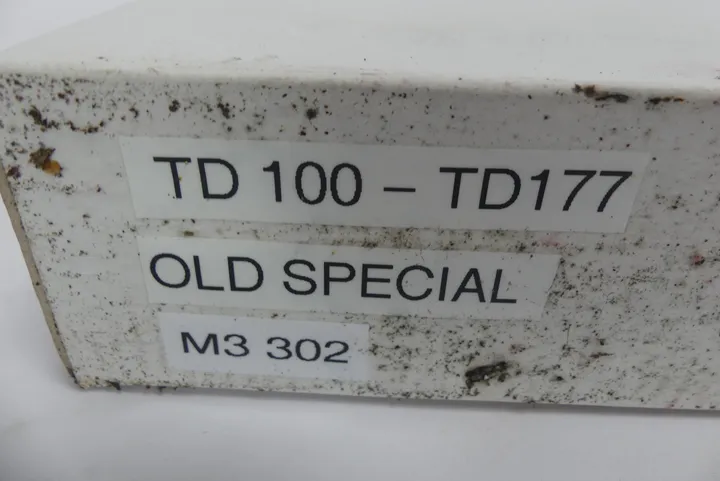 TD 100 – TD177
OLD SPECIAL
M3 302